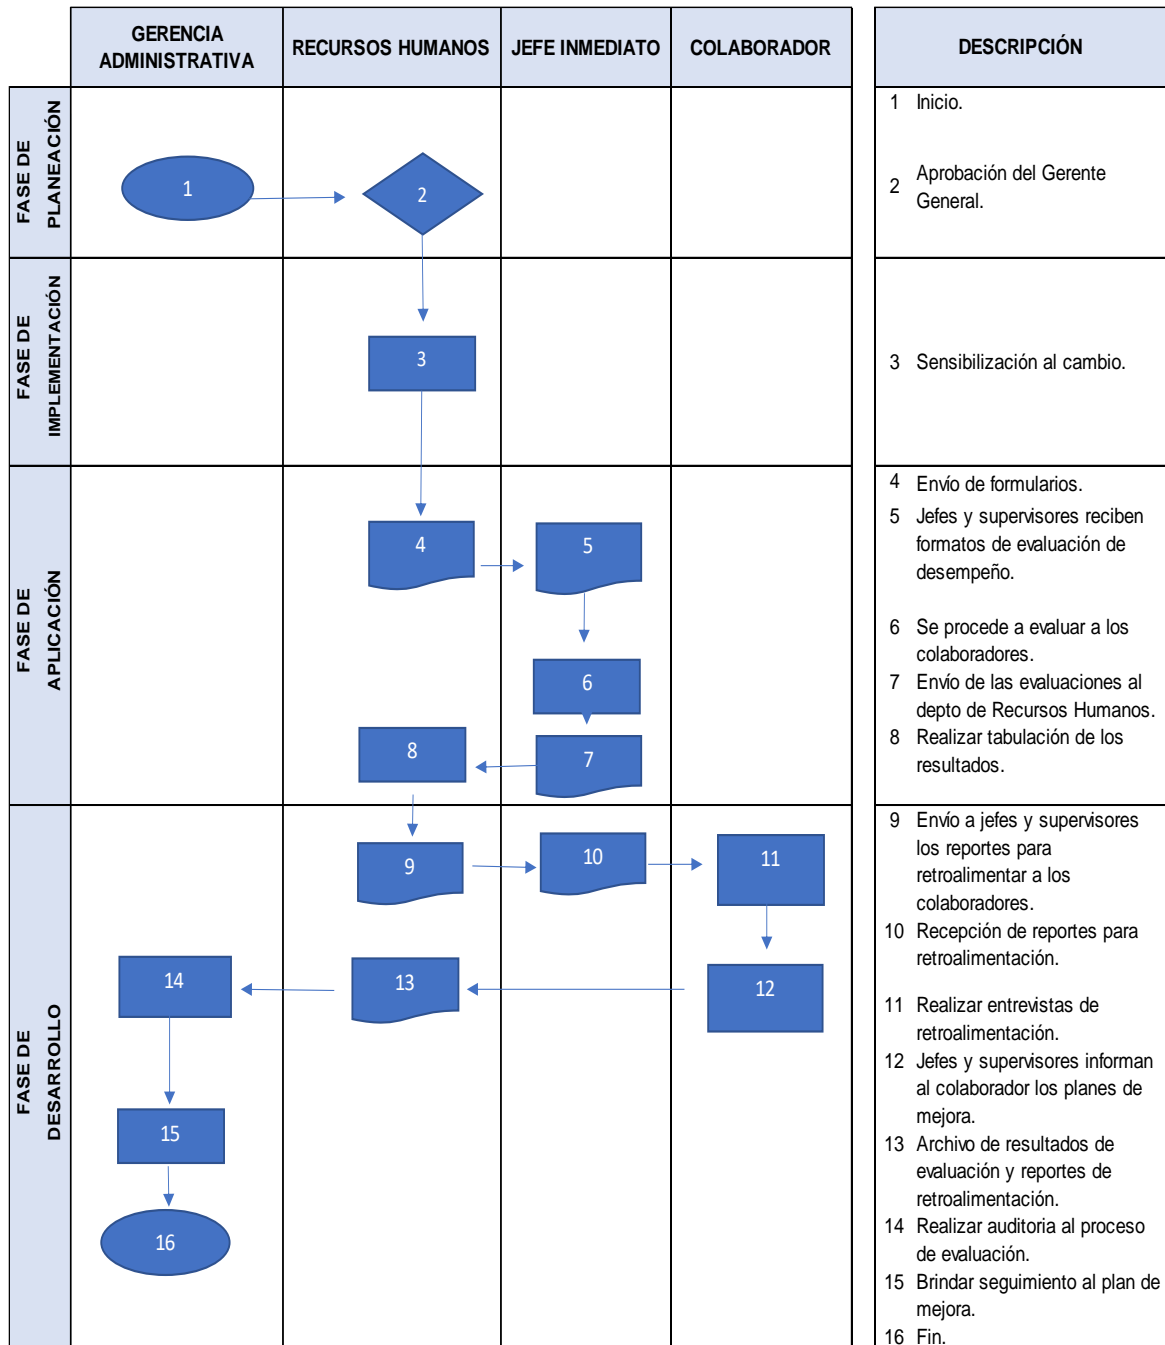 GERENCIA
ADMINISTRATIVA
RECURSOS HUMANOS
JEFE INMEDIATO
COLABORADOR
DESCRIPCIÓN
FASE DE
PLANEACIÓN
1
2
1 Inicio.
2 Aprobación del Gerente
General.
FASE DE
IMPLEMENTACIÓN
3
3 Sensibilización al cambio.
FASE DE
APLICACIÓN
4
5
6
8
7
4 Envío de formularios.
5 Jefes y supervisores reciben
formatos de evaluación de
desempeño.
6 Se procede a evaluar a los
colaboradores.
7 Envío de las evaluaciones al
depto de Recursos Humanos.
8 Realizar tabulación de los
resultados.
FASE DE
DESARROLLO
9
10
11
14
13
12
15
16
9 Envío a jefes y supervisores
los reportes para
retroalimentar a los
colaboradores.
10 Recepción de reportes para
retroalimentación.
11 Realizar entrevistas de
retroalimentación.
12 Jefes y supervisores informan
al colaborador los planes de
mejora.
13 Archivo de resultados de
evaluación y reportes de
retroalimentación.
14 Realizar auditoria al proceso
de evaluación.
15 Brindar seguimiento al plan de
mejora.
16 Fin.